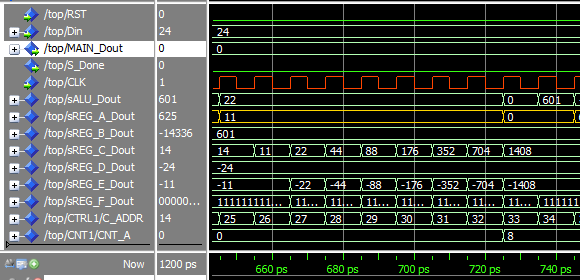 /top/RST 0
/top/Din 24 24
/top/MAIN_Dout 0 0
/top/S_Done 0
/top/CLK 1
/top/sALU_Dout 601 22 0 601
/top/sREG_A_Dout 625 11 0
/top/sREG_B_Dout -14336 601
/top/sREG_C_Dout 14 14 11 22 44 88 176 352 704 1408
/top/sREG_D_Dout -24 -24
/top/sREG_E_Dout -11 -11 -22 -44 -88 -176 -352 -704 -1408
/top/sREG_F_Dout 00000... 111111111... 11... 11... 11... 11... 11... 11... 11... 1111111
/top/CTRL1/C_ADDR 14 25 26 27 28 29 30 31 32 33 34
/top/CNT1/CNT_A 0 0 8
Now 1200 ps 660 ps 680 ps 700 ps 720 ps 740 ps